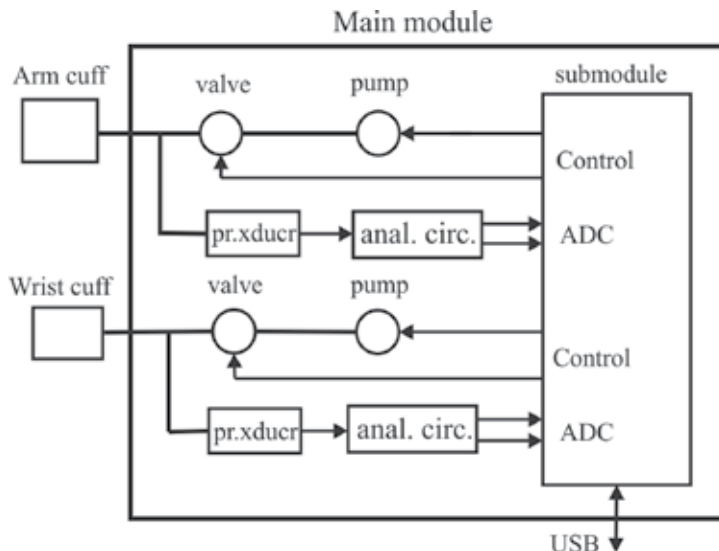 Main module
Arm cuff
valve
pump
submodule
Control
pr.xducr
anal. circ.
ADC
Wrist cuff
valve
pump
Control
pr.xducr
anal. circ.
ADC
USB